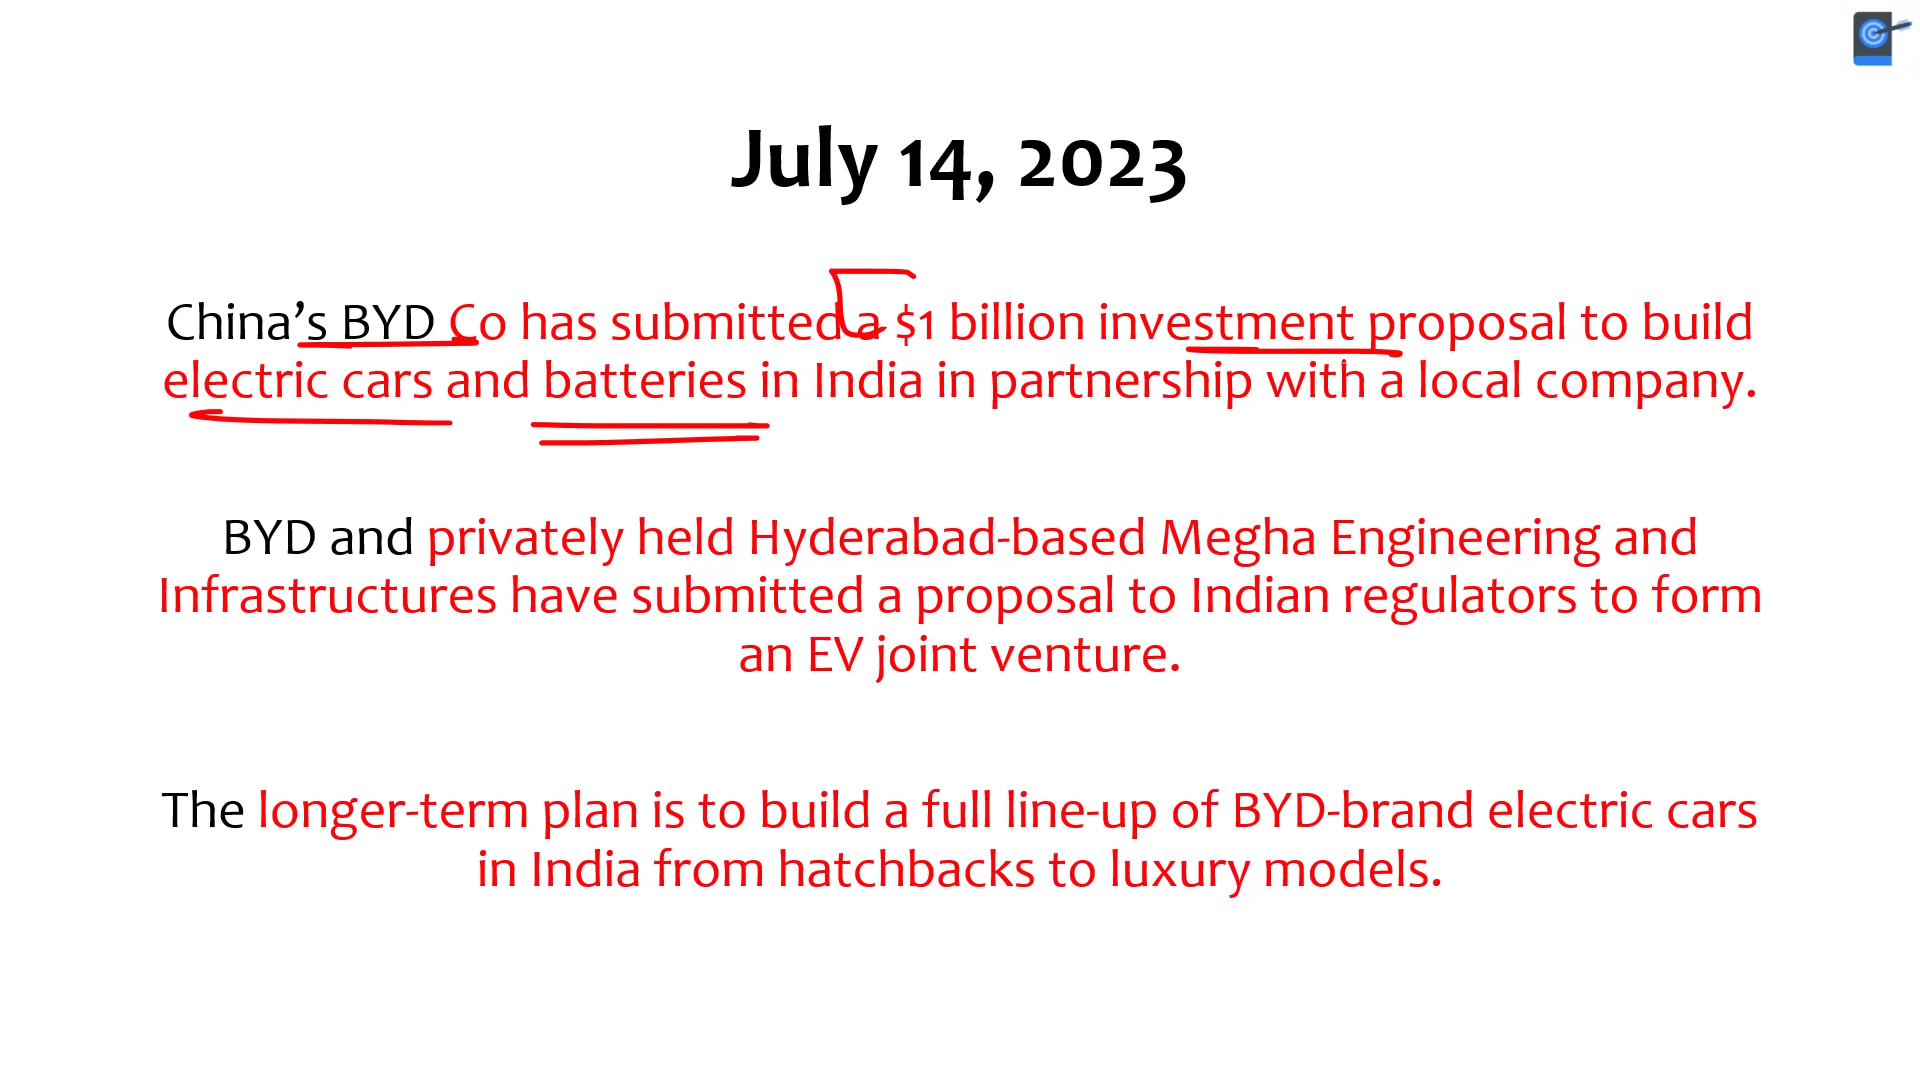 July 14, 2023
China’s BYD Co has submitted a $1 billion investment proposal to build
electric cars and batteries in India in partnership with a local company.
BYD and privately held Hyderabad-based Megha Engineering and
Infrastructures have submitted a proposal to Indian regulators to form
an EV joint venture.
The longer-term plan is to build a full line-up of BYD-brand electric cars
in India from hatchbacks to luxury models.